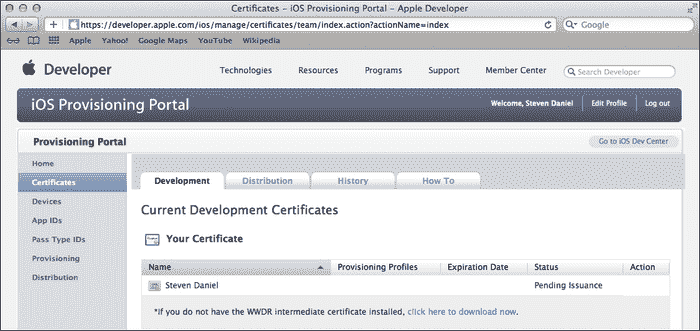 Certificates – iOS Provisioning Portal – Apple Developer
https://developer.apple.com/ios/manage/certificates/team/index.action?actionName=index
Google
Apple Yahoo! Google Maps YouTube Wikipedia
Developer
Technologies Resources Programs Support Member Center
Search Developer
iOS Provisioning Portal
Welcome, Steven Daniel Edit Profile Log out
Provisioning Portal
Go to iOS Dev Center
Home
Certificates
Devices
App IDs
Pass Type IDs
Provisioning
Distribution
Development Distribution History How To
Current Development Certificates
Your Certificate
Name Provisioning Profiles Expiration Date Status Action
Steven Daniel Pending Issuance
*If you do not have the WWDR intermediate certificate installed, click here to download now.